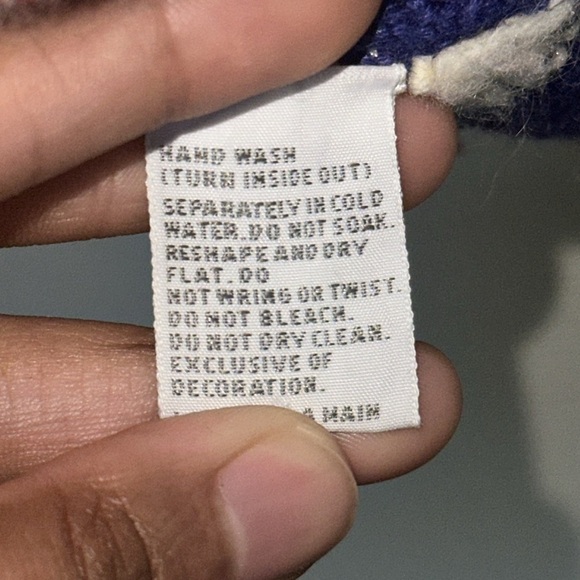 HAND WASH
(TURN INSIDE OUT)
SEPARATELY IN COLD
WATER.DO NOT SOAK.
RESHAPE AND DRY
FLAT. DO
NOT WRING OR TWIST.
DO NOT BLEACH.
DO NOT DRY CLEAN.
EXCLUSIVE OF
DECORATION.
MAIN